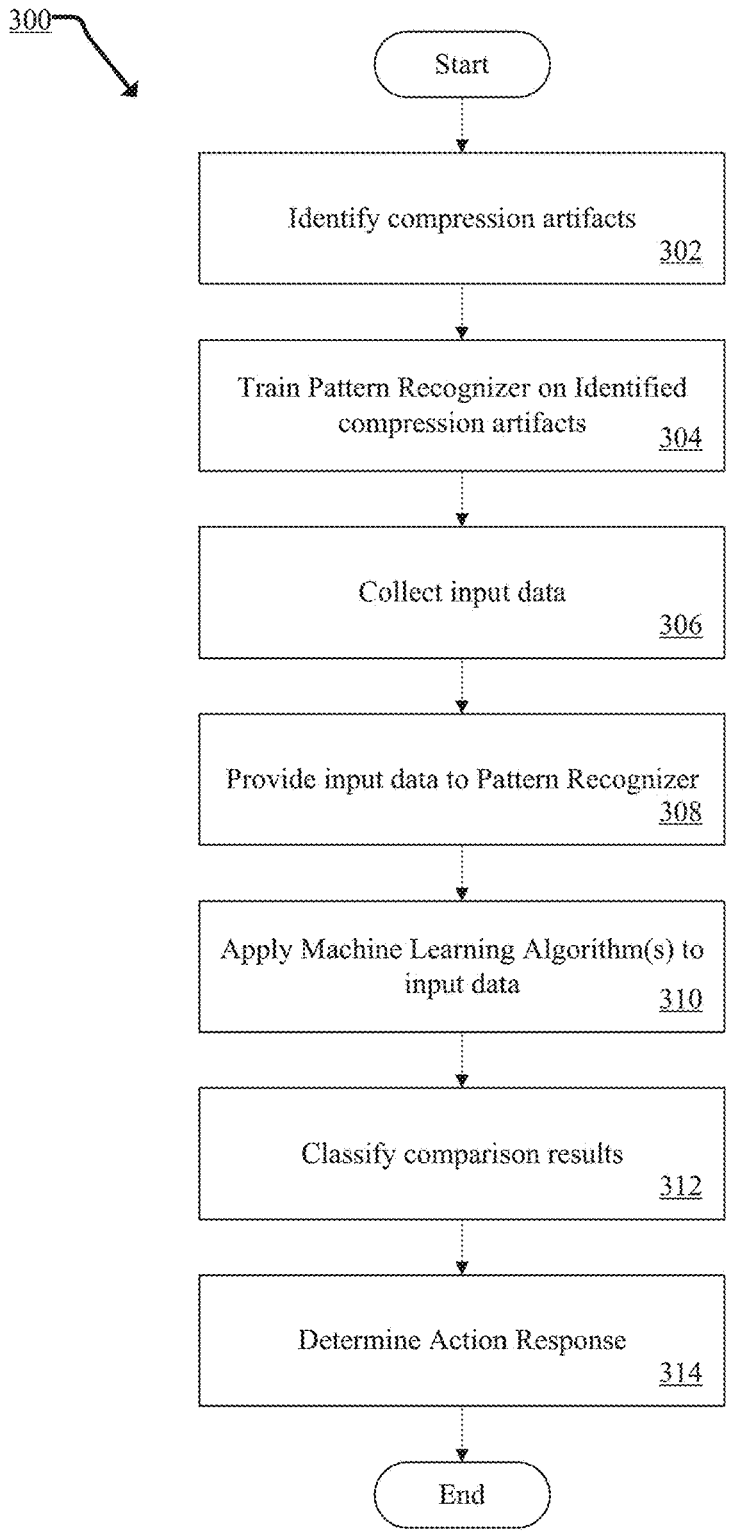 300
Start
Identify compression artifacts
302
Train Pattern Recognizer on Identified
compression artifacts
304
Collect input data
306
Provide input data to Pattern Recognizer
308
Apply Machine Learning Algorithm(s) to
input data
310
Classify comparison results
312
Determine Action Response
314
End